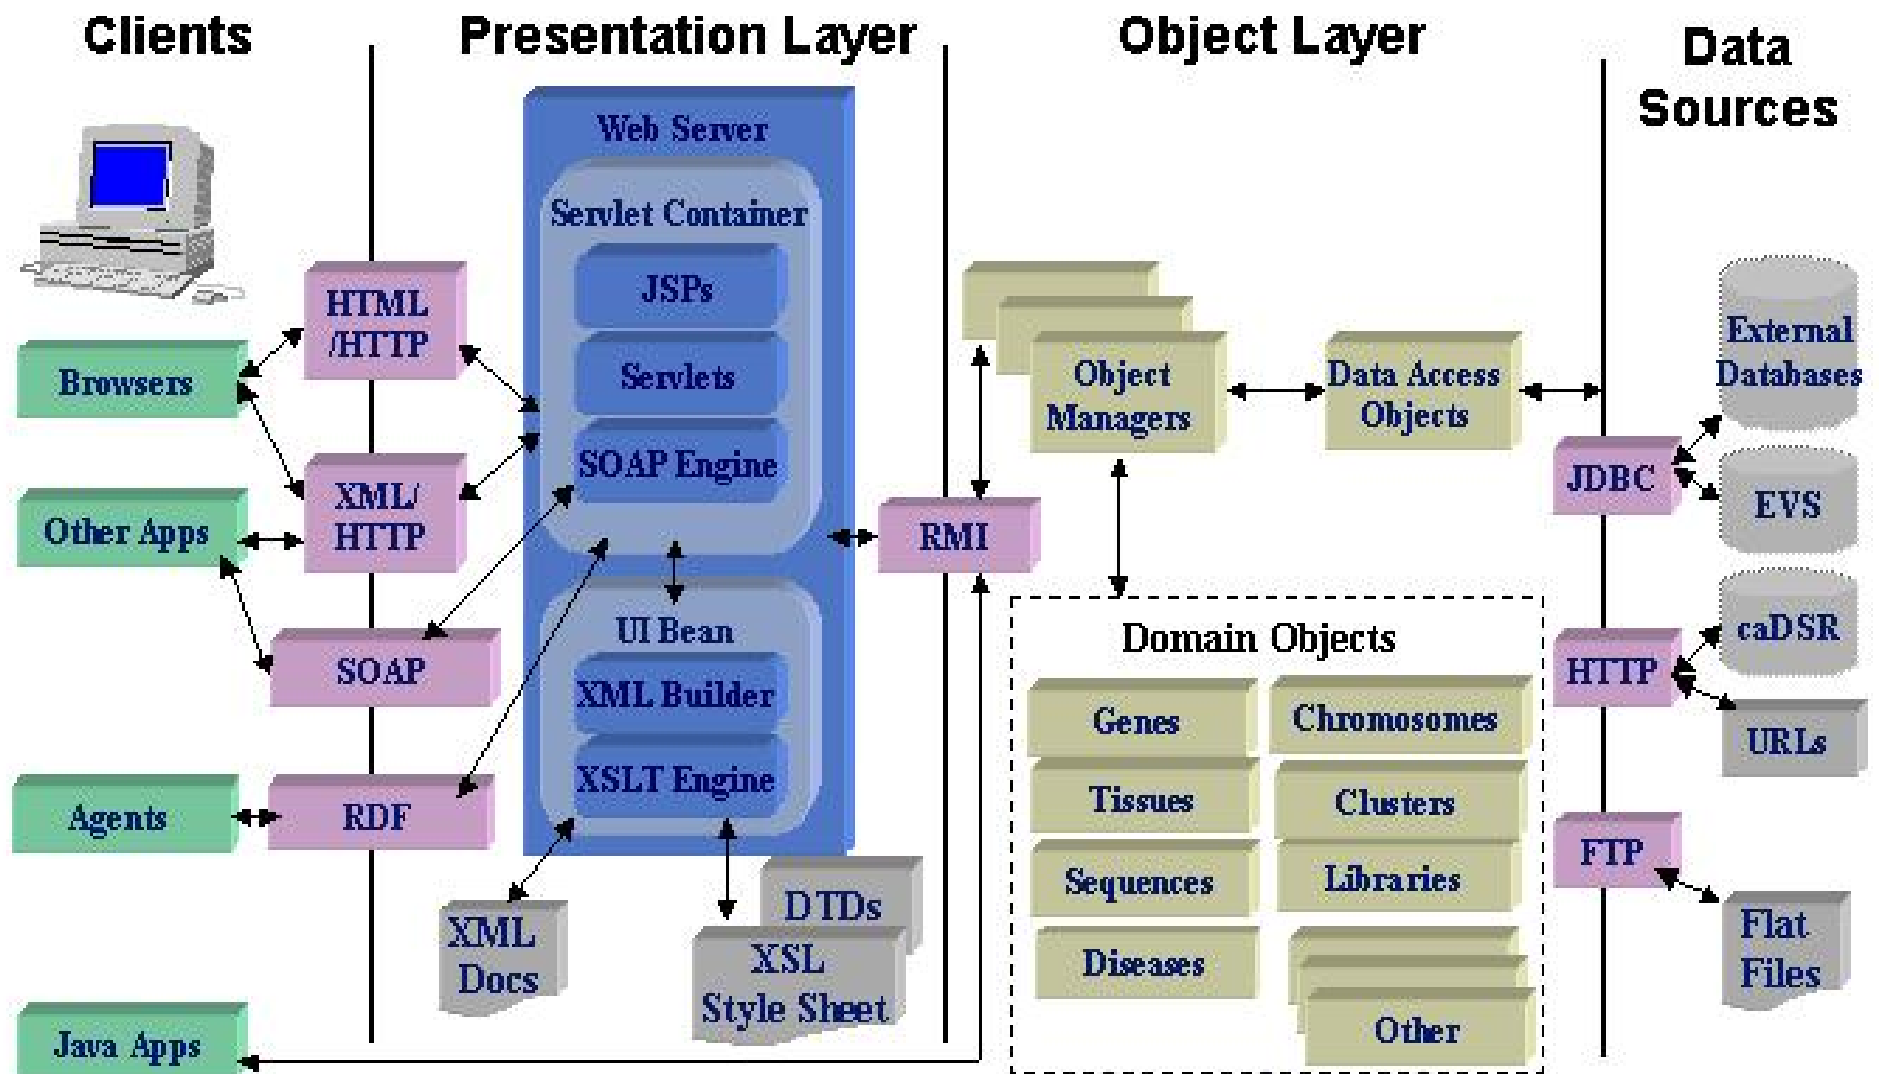 Clients
Presentation Layer
Object Layer
Data
Sources
Web Server
Servlet Container
JSPs
Servlets
SOAP Engine
UI Bean
XML Builder
XSLT Engine
HTML
/HTTP
XML/
HTTP
SOAP
RDF
Browsers
Other Apps
Agents
Java Apps
XML
Docs
DTDs
XSL
Style Sheet
RMI
Object
Managers
Data Access
Objects
Domain Objects
Genes
Chromosomes
Tissues
Clusters
Sequences
Libraries
Diseases
Other
JDBC
HTTP
FTP
External
Databases
EVS
caDSR
URLs
Flat
Files